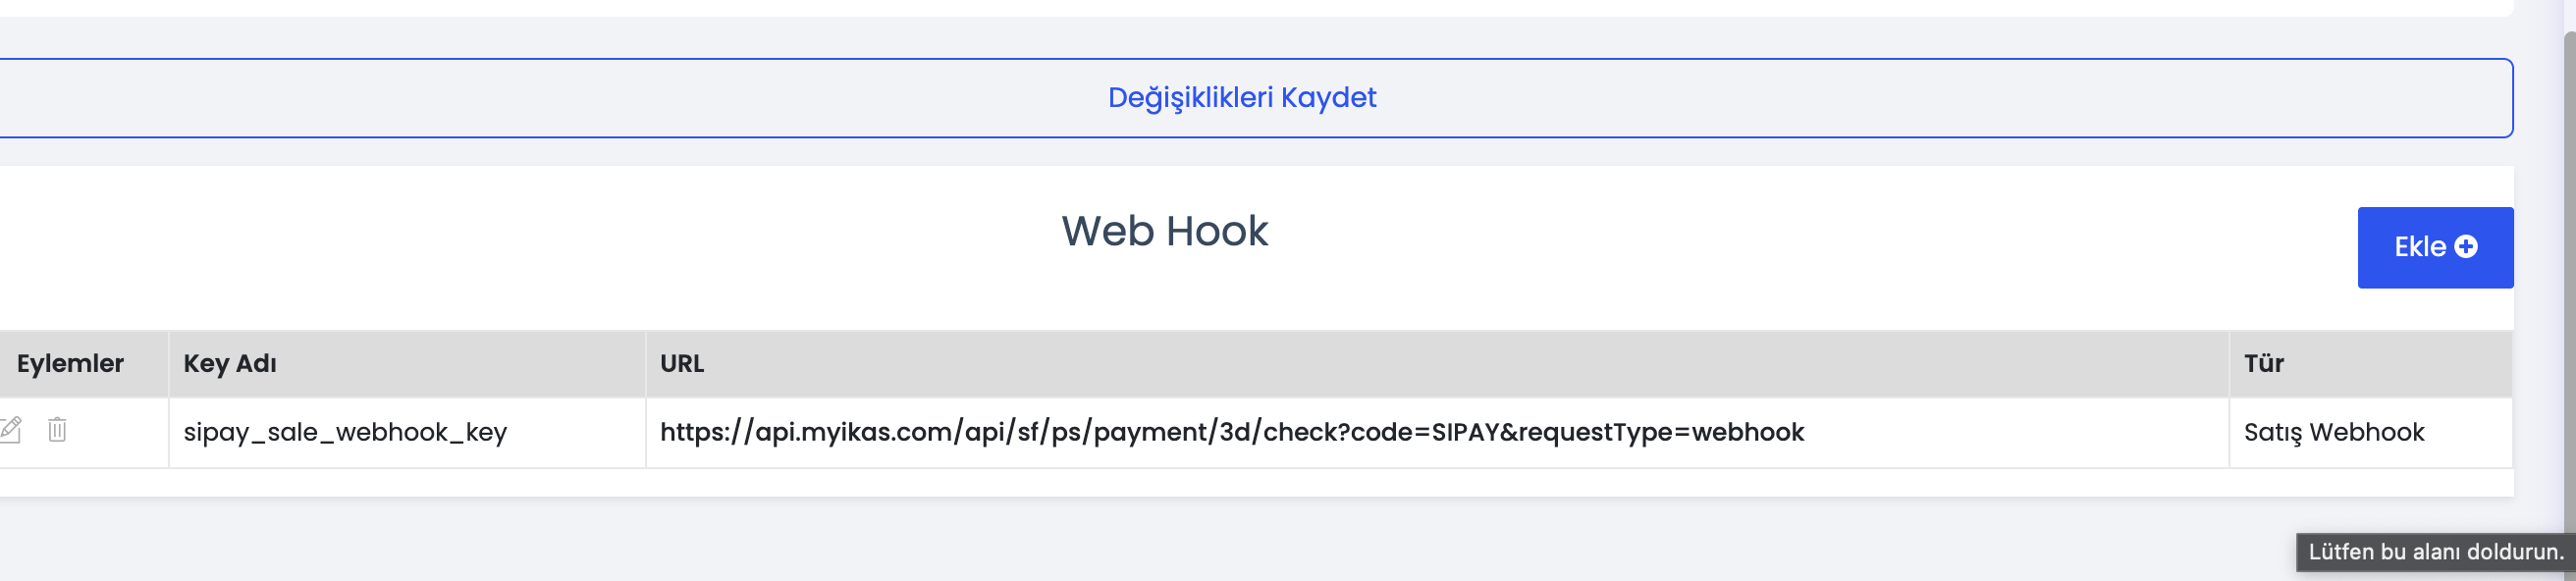 Değişiklikleri Kaydet
Web Hook
Ekle
Eylemler Key Adı URL Tür
sipay_sale_webhook_key https://api.myikas.com/api/sf/ps/payment/3d/check?code=SIPAY&requestType=webhook Satış Webhook
Lütfen bu alanı doldurun.